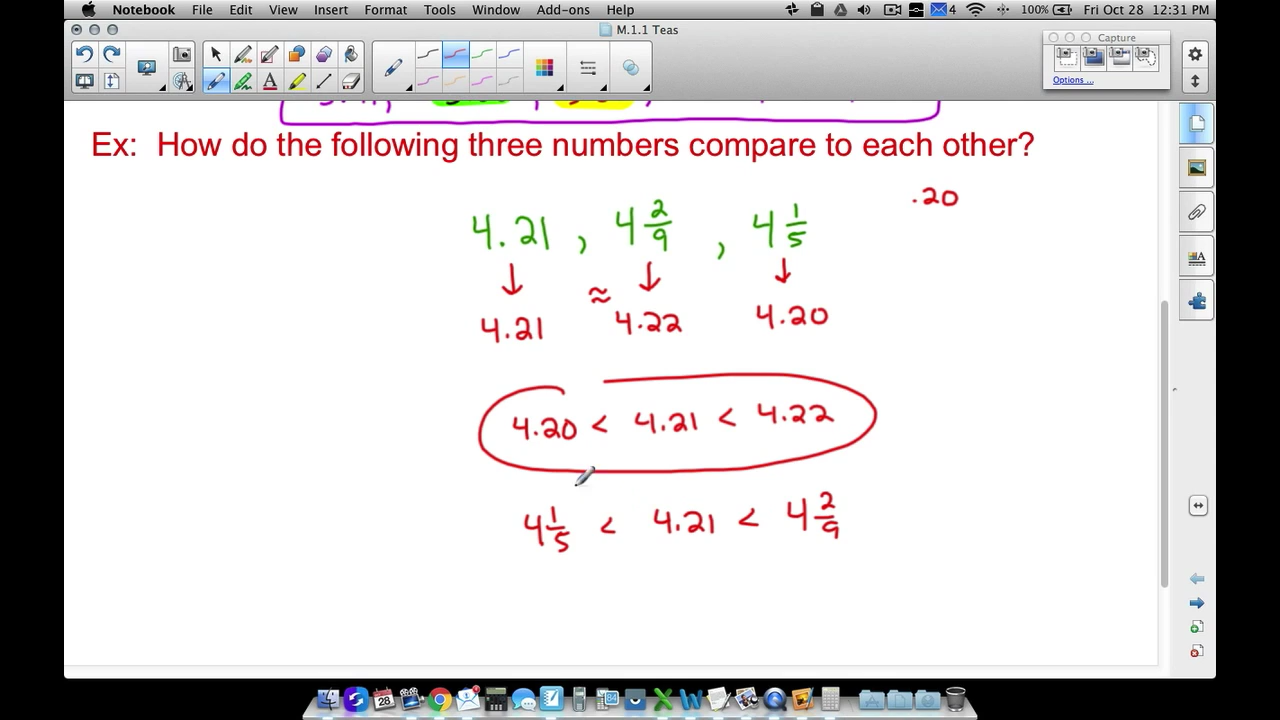 Notebook File Edit View Insert Format Tools Window Add-ons Help 4 100% Fri Oct 28 12:31 PM
M.1.1 Teas
Capture
Options ...
Ex: How do the following three numbers compare to each other?
.20
4.21 , 4 2/9 , 4 1/5
↓ ↓ ↓
4.21 ≈ 4.22 4.20
4.20 < 4.21 < 4.22
4 1/5 < 4.21 < 4 2/9